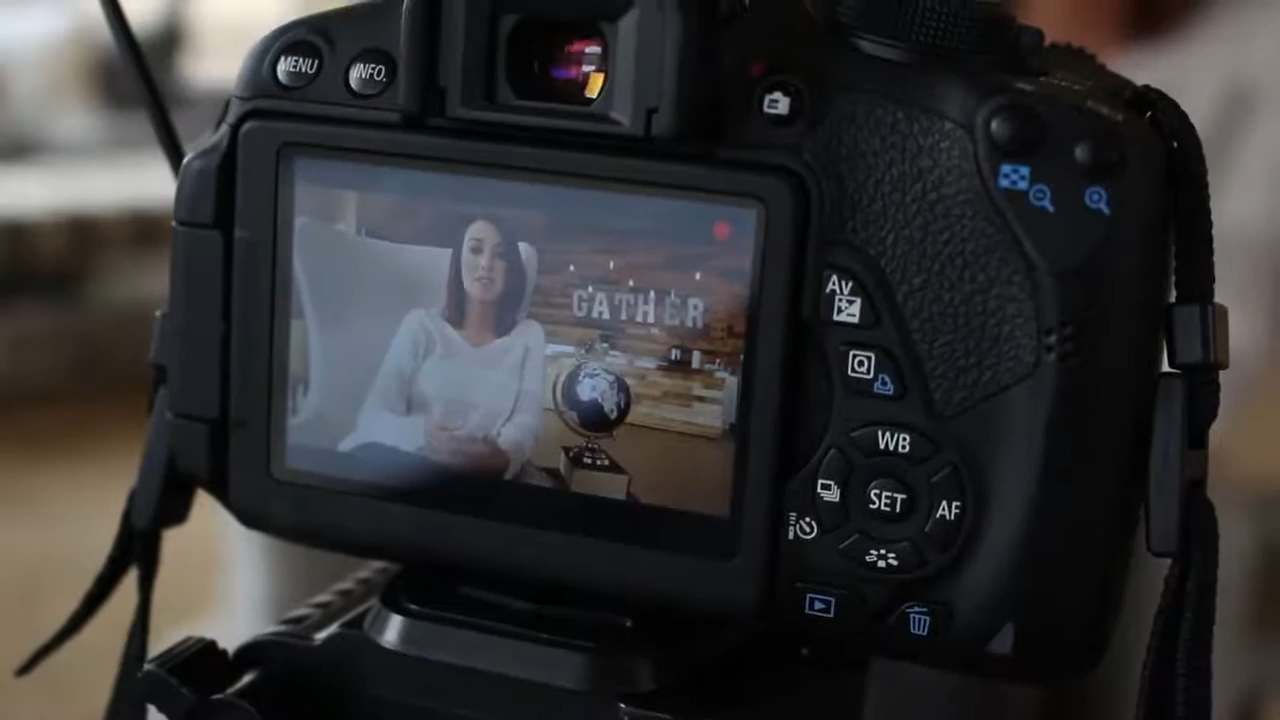 MENU
INFO.
GATHER
Av
Q
WB
SET
AF